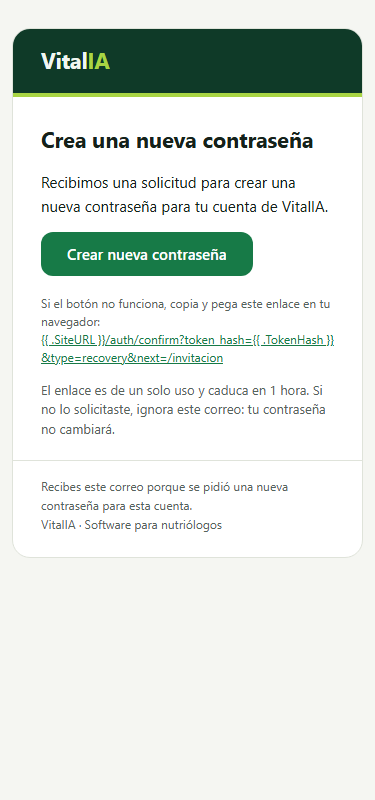 VitalIA
Crea una nueva contraseña
Recibimos una solicitud para crear una
nueva contraseña para tu cuenta de VitalIA.
Crear nueva contraseña
Si el botón no funciona, copia y pega este enlace en tu
navegador:
{{ .SiteURL }}/auth/confirm?token_hash={{ .TokenHash }}
&type=recovery&next=/invitacion
El enlace es de un solo uso y caduca en 1 hora. Si
no lo solicitaste, ignora este correo: tu contraseña
no cambiará.
Recibes este correo porque se pidió una nueva
contraseña para esta cuenta.
VitalIA · Software para nutriólogos